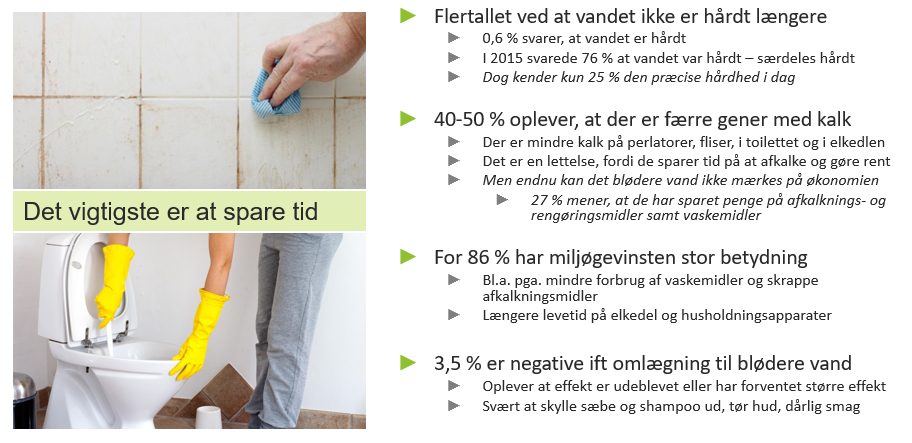 Det vigtigste er at spare tid
Flertallet ved at vandet ikke er hårdt længere
0,6 % svarer, at vandet er hårdt
I 2015 svarede 76 % at vandet var hårdt – særdeles hårdt
Dog kender kun 25 % den præcise hårdhed i dag
40-50 % oplever, at der er færre gener med kalk
Der er mindre kalk på perlatorer, fliser, i toilettet og i elkedlen
Det er en lettelse, fordi de sparer tid på at afkalke og gøre rent
Men endnu kan det blødere vand ikke mærkes på økonomien
27 % mener, at de har sparet penge på afkalknings- og
rengøringsmidler samt vaskemidler
For 86 % har miljøgevinsten stor betydning
Bl.a. pga. mindre forbrug af vaskemidler og skrappe
afkalkningsmidler
Længere levetid på elkedel og husholdningsapparater
3,5 % er negative ift omlægning til blødere vand
Oplever at effekt er udeblevet eller har forventet større effekt
Svært at skylle sæbe og shampoo ud, tør hud, dårlig smag